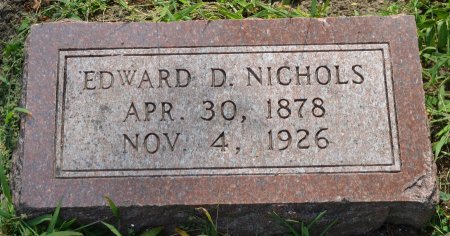 EDWARD D. NICHOLS
APR. 30, 1878
NOV. 4, 1926